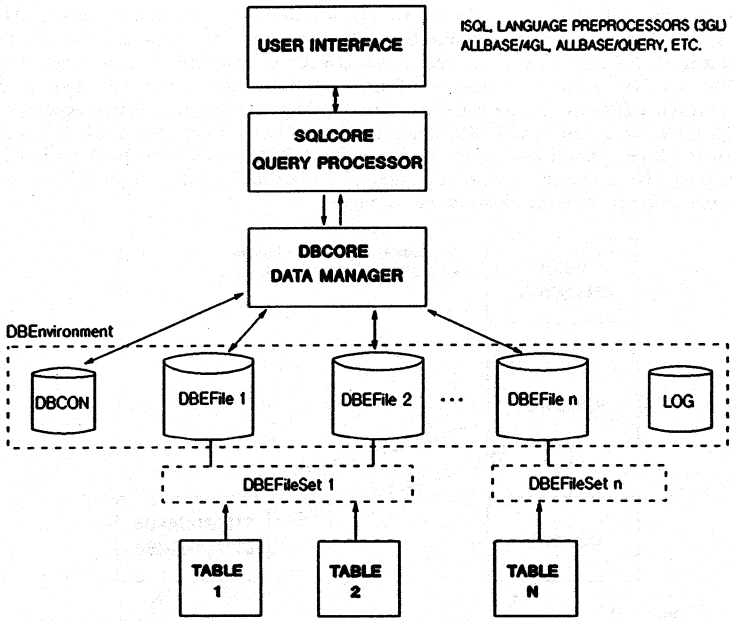 USER INTERFACE
ISQL, LANGUAGE PREPROCESSORS (3GL)
ALLBASE/4GL, ALLBASE/QUERY, ETC.
SQLCORE
QUERY PROCESSOR
DBCORE
DATA MANAGER
DBEnvironment
DBCON
DBEFile 1
DBEFile 2
...
DBEFile n
LOG
DBEFileSet 1
DBEFileSet n
TABLE
1
TABLE
2
TABLE
N